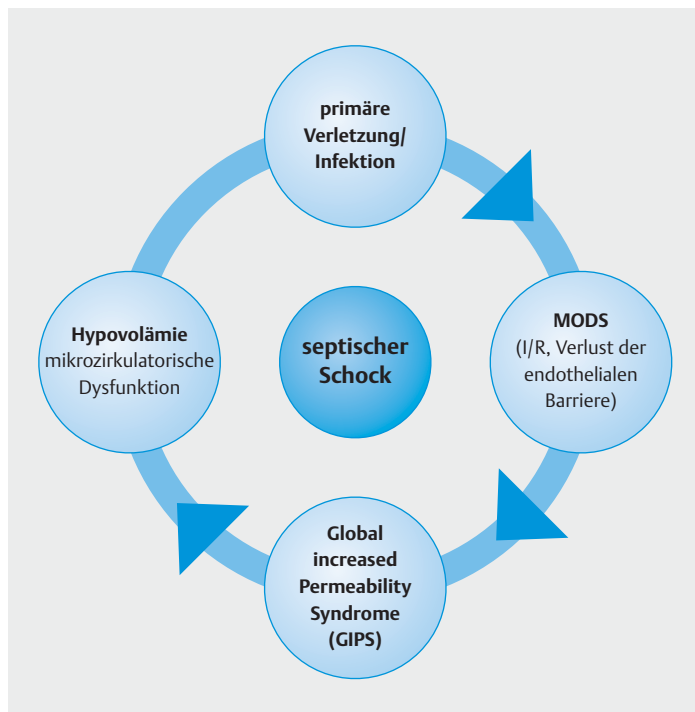 primäre
Verletzung/
Infektion
MODS
(I/R, Verlust der
endothelialen
Barriere)
Global
increased
Permeability
Syndrome
(GIPS)
Hypovolämie
mikrozirkulatorische
Dysfunktion
septischer
Schock